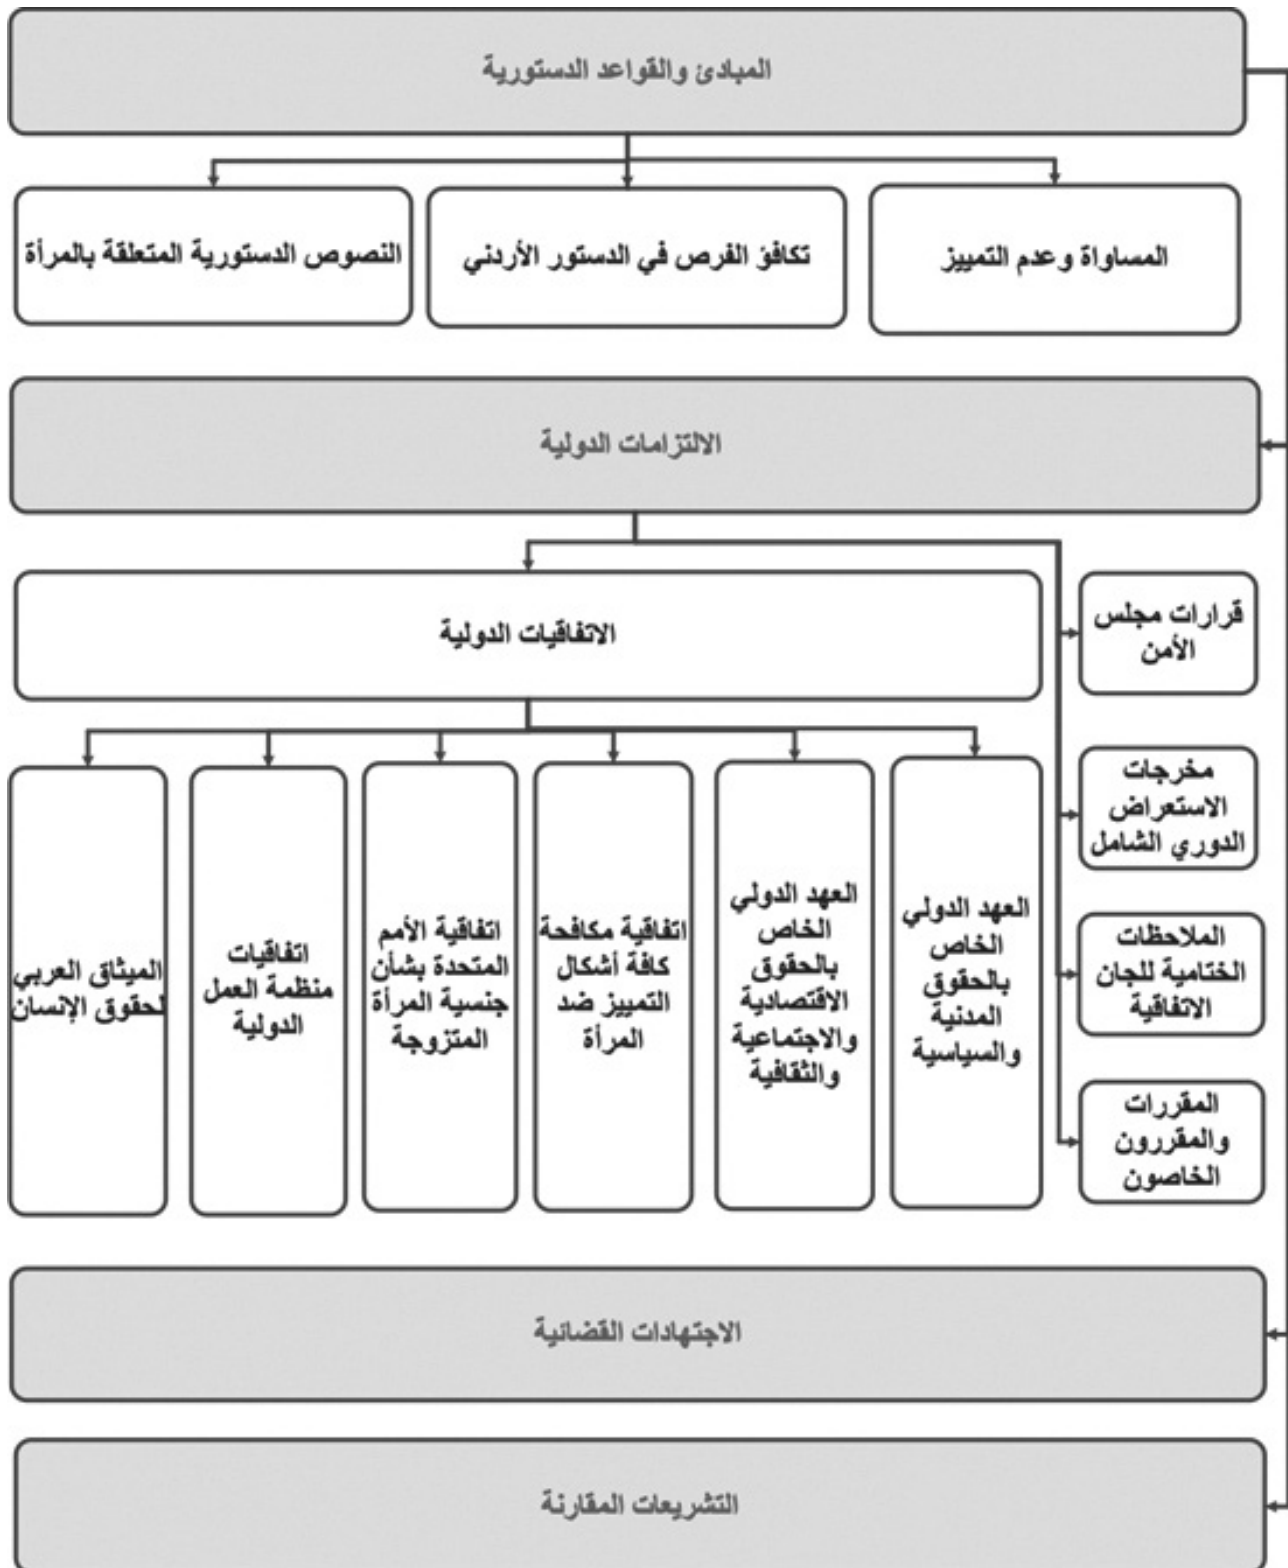 المبادئ والقواعد الدستورية
المساواة وعدم التمييز
تكافؤ الفرص في الدستور الأردني
النصوص الدستورية المتعلقة بالمرأة
الالتزامات الدولية
قرارات مجلس
الأمن
مخرجات
الاستعراض
الدوري الشامل
الملاحظات
الختامية للجان
الاتفاقية
المقررات
والمقررون
الخاصون
الاتفاقيات الدولية
العهد الدولي
الخاص
بالحقوق
المدنية
والسياسية
العهد الدولي
الخاص
بالحقوق
الاقتصادية
والاجتماعية
والثقافية
اتفاقية مكافحة
كافة أشكال
التمييز ضد
المرأة
اتفاقية الأمم
المتحدة بشأن
جنسية المرأة
المتزوجة
اتفاقيات
منظمة العمل
الدولية
الميثاق العربي
لحقوق الإنسان
الاجتهادات القضائية
التشريعات المقارنة